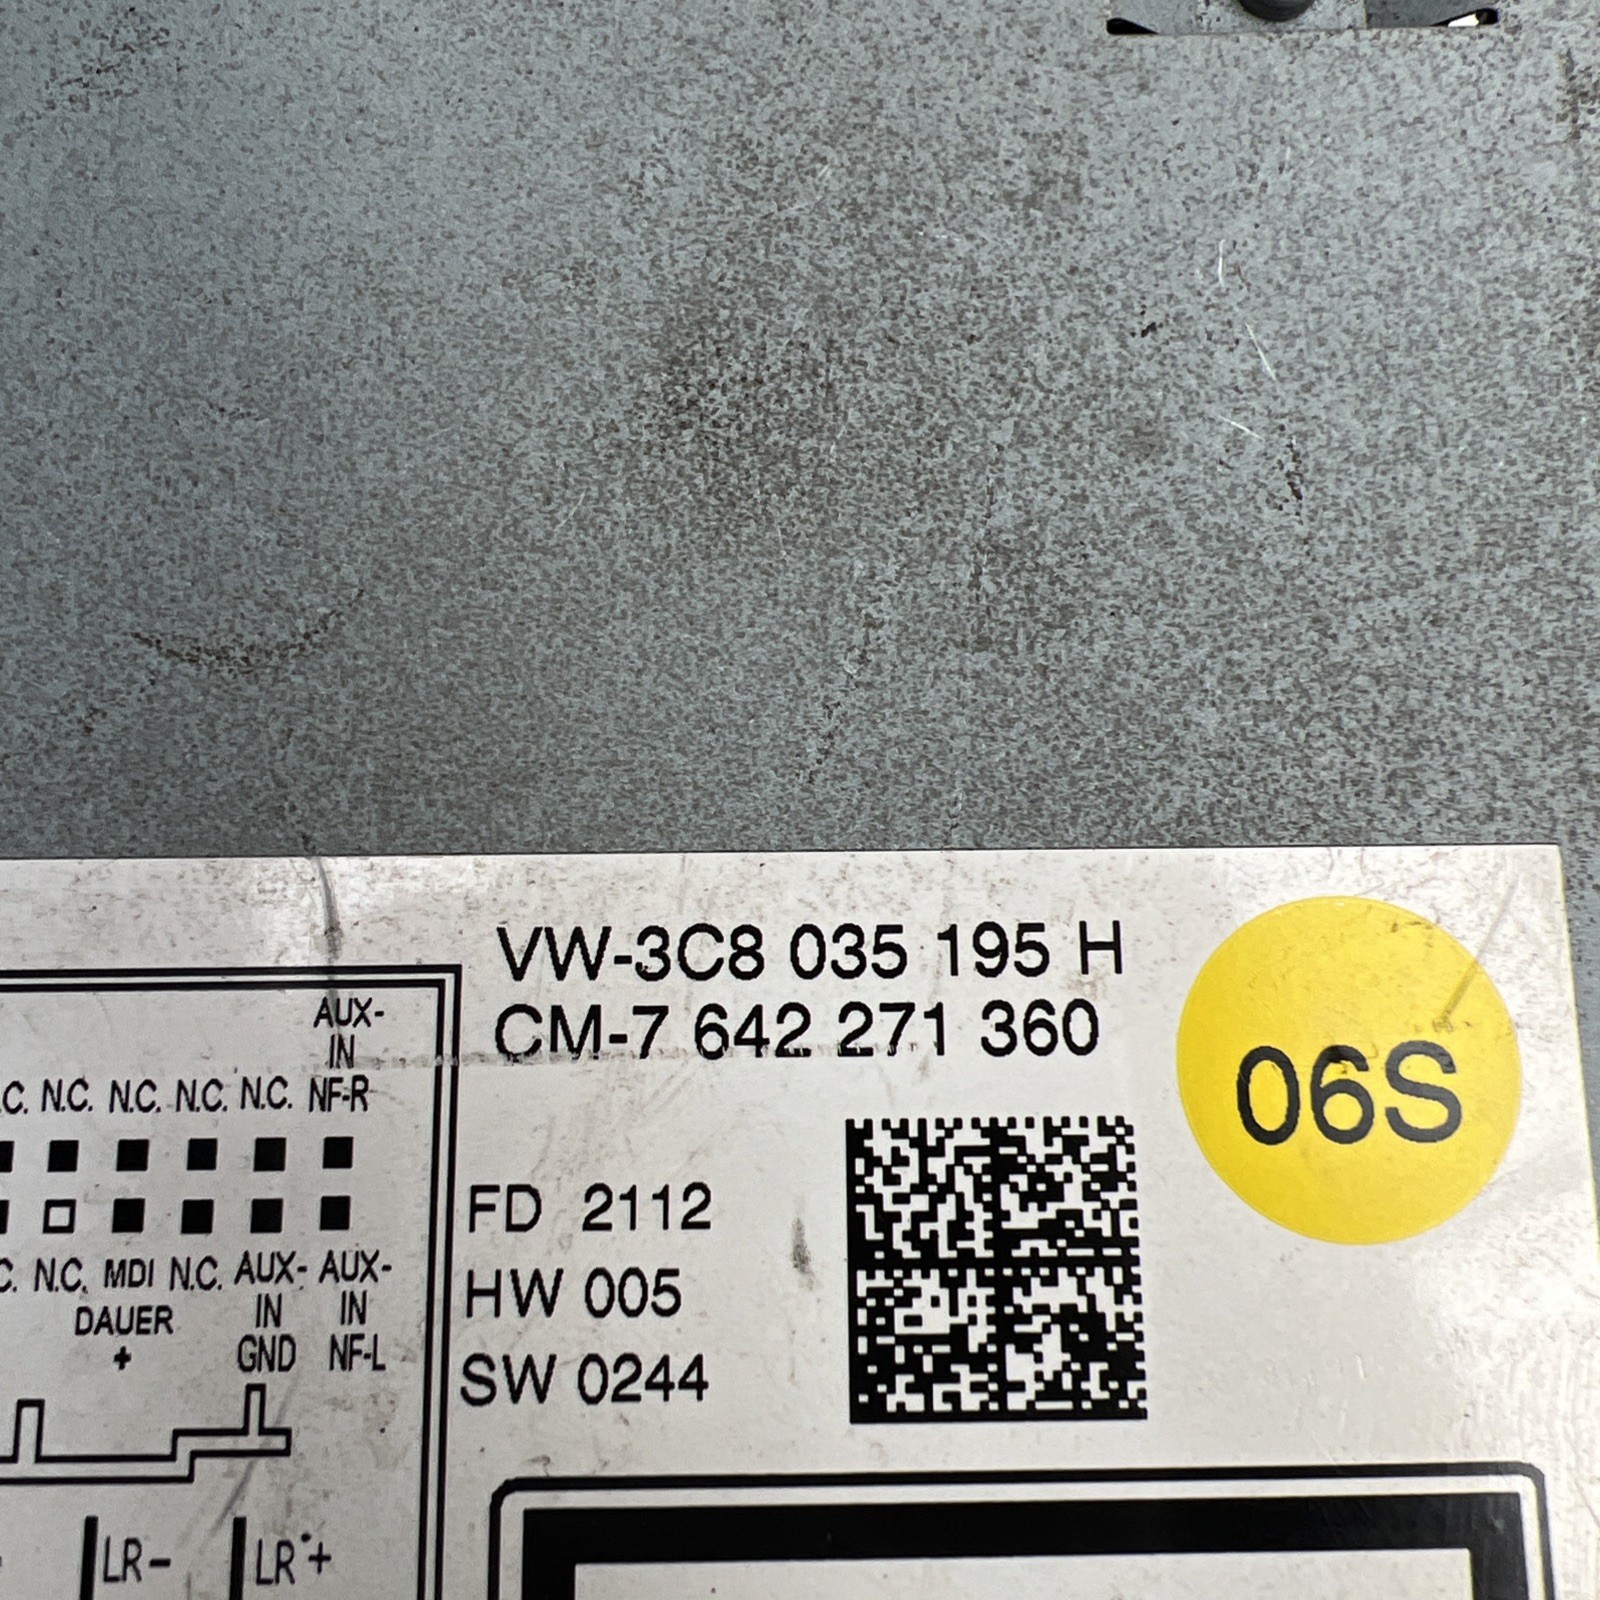 VW-3C8 035 195 H
CM-7 642 271 360
06S
FD 2112
HW 005
SW 0244
AUX-
IN
N.C. N.C. N.C. N.C. NF-R
N.C. MDI N.C. AUX- AUX-
DAUER IN IN
+ GND NF-L
LR- LR+